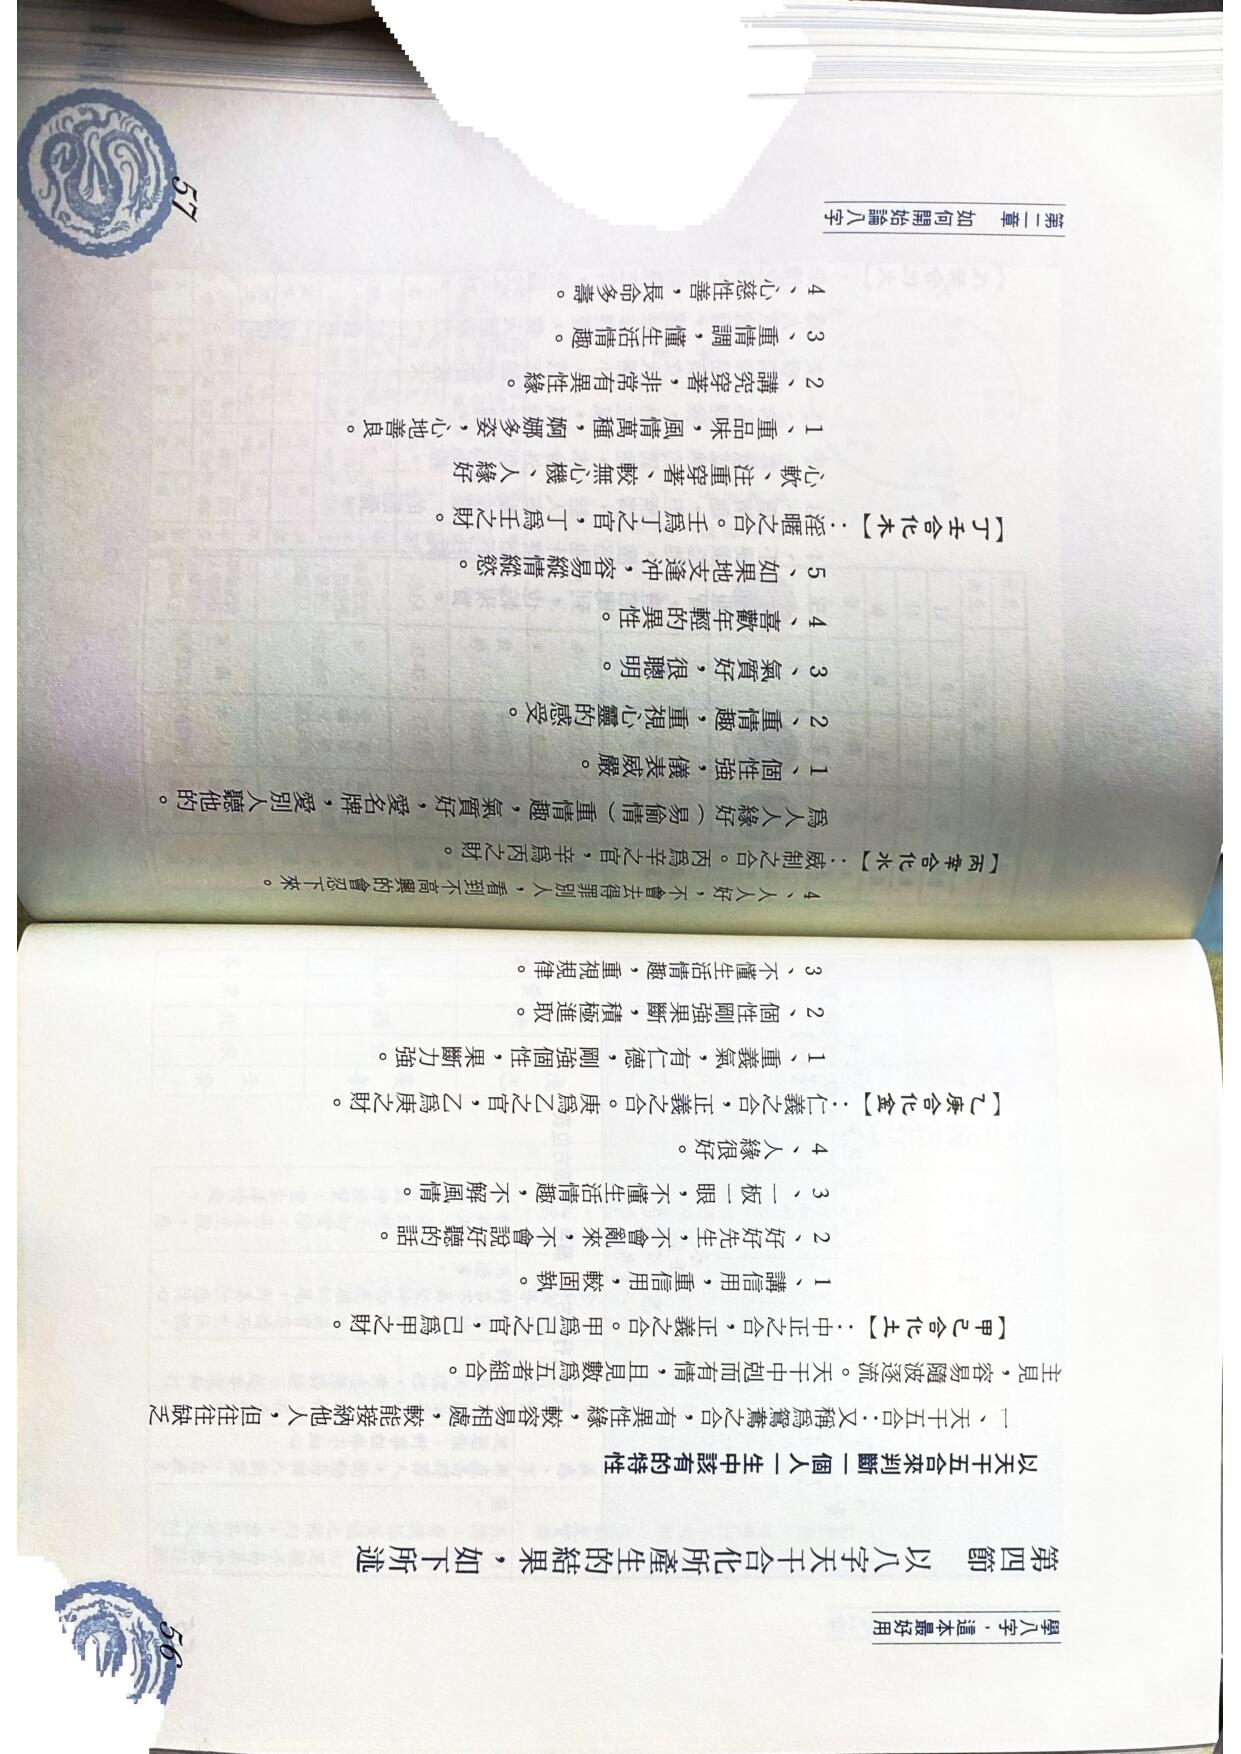 學八字，這本最好用
第四節　以八字天干合化所產生的結果，如下所述
以天干五合來判斷一個人一生中該有的特性
一、天干五合：又稱爲鴛鴦之合，有異性緣，較容易相處，較能接納他人，但往往缺乏
主見，容易隨波逐流。天干中剋而有情，且見數爲五者組合。
【甲己合化土】：中正之合，正義之合。甲爲己之官，己爲甲之財。
1、講信用，重信用，較固執。
2、好好先生，不會亂來，不會說好聽的話。
3、一板一眼，不懂生活情趣，不解風情。
4、人緣很好。
【乙庚合化金】：仁義之合，正義之合。庚爲乙之官，乙爲庚之財。
1、重義氣，有仁德，剛強個性，果斷力強。
2、個性剛強果斷，積極進取。
3、不懂生活情趣，重視規律。
56
4、人人好，不會去得罪別人，看到不高興的會忍下來。
【丙辛合化水】：威制之合。丙爲辛之官，辛爲丙之財。
爲人人緣好（易偷情）重情趣，氣質好，愛名牌，愛別人聽他的。
1、個性強，儀表威嚴。
2、重情趣，重視心靈的感受。
3、氣質好，很聰明。
4、喜歡年輕的異性。
5、如果地支逢沖，容易縱情縱慾。
【丁壬合化木】：淫暱之合。壬爲丁之官，丁爲壬之財。
心軟、注重穿著、較無心機、人緣好
1、重品味，風情萬種，婀娜多姿，心地善良。
2、講究穿著，非常有異性緣。
3、重情調，懂生活情趣。
4、心慈性善，長命多壽。
第二章　如何開始論八字
57